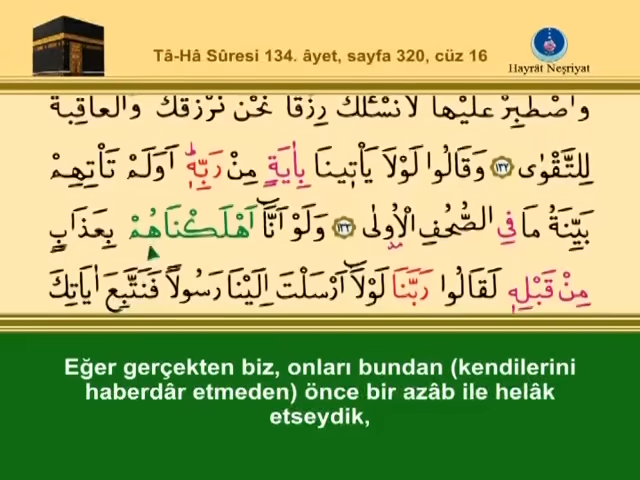 Tâ-Hâ Sûresi 134. âyet, sayfa 320, cüz 16
Hayrât Neşriyat
وَاصْطَبِرْ عَلَيْهَا لَا نَسْئَلُكَ رِزْقًا نَحْنُ نَرْزُقُكَ وَالْعَاقِبَةُ
لِلتَّقْوٰى ﴿١٣٢﴾ وَقَالُوا لَوْلَا يَأْت۪ينَا بِاٰيَةٍ مِنْ رَبِّه۪ۜ اَوَلَمْ تَأْتِهِمْ
بَيِّنَةُ مَا فِي الصُّحُفِ الْاُو۫لٰى ﴿١٣٣﴾ وَلَوْ اَنَّٓا اَهْلَكْنَاهُمْ بِعَذَابٍ
مِنْ قَبْلِه۪ لَقَالُوا رَبَّنَا لَوْلَٓا اَرْسَلْتَ اِلَيْنَا رَسُولًا فَنَتَّبِعَ اٰيَاتِكَ
Eğer gerçekten biz, onları bundan (kendilerini
haberdâr etmeden) önce bir azâb ile helâk
etseydik,